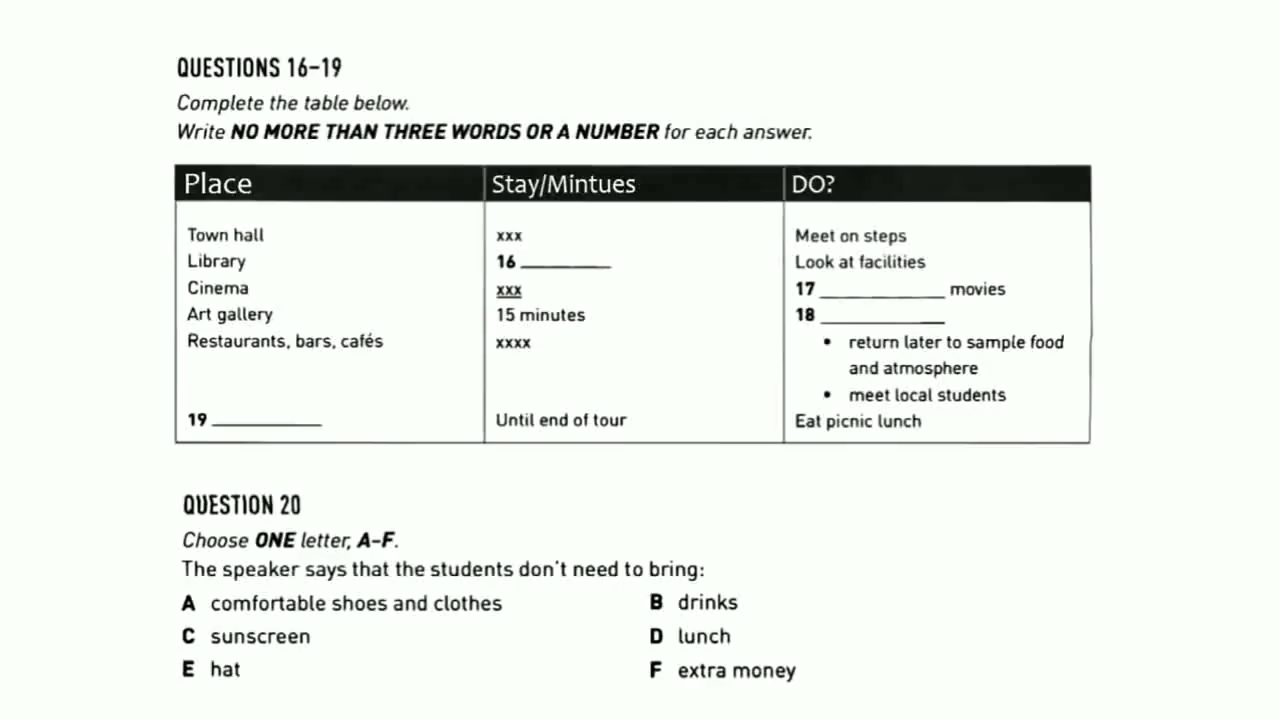 QUESTIONS 16–19
Complete the table below.
Write NO MORE THAN THREE WORDS OR A NUMBER for each answer.
Place Stay/Mintues DO?
Town hall xxx Meet on steps
Library 16 __________ Look at facilities
Cinema xxx 17 __________ movies
Art gallery 15 minutes 18 __________
Restaurants, bars, cafés xxxx • return later to sample food
and atmosphere
• meet local students
19 __________ Until end of tour Eat picnic lunch
QUESTION 20
Choose ONE letter, A–F.
The speaker says that the students don't need to bring:
A comfortable shoes and clothes B drinks
C sunscreen D lunch
E hat F extra money